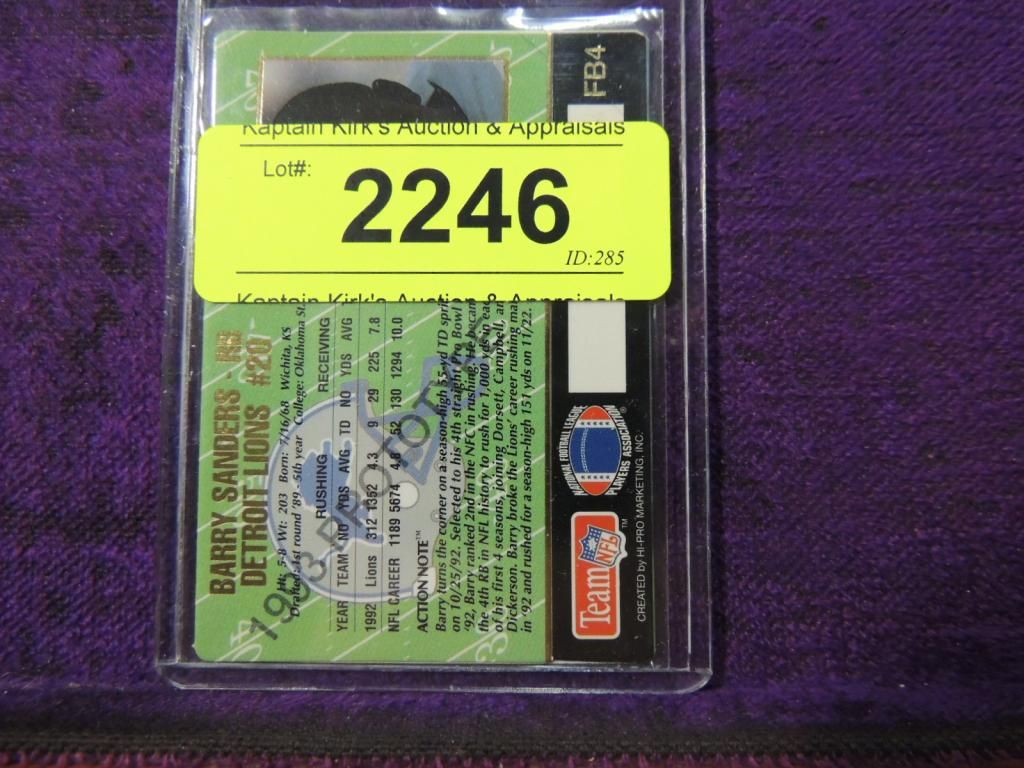 Kaptain Kirk's Auction & Appraisals
Lot#:
2246
ID:285
Kaptain Kirk's Auction & Appraisals
FB4
BARRY SANDERS RB
DETROIT LIONS #20
Ht: 5-8 Wt: 203 Born: 7/16/68 Wichita, KS
Drafted: 1st round '89 - 5th year College: Oklahoma St.
RUSHING RECEIVING
YEAR TEAM NO YDS AVG TD NO YDS AVG
1992 Lions 312 1352 4.3 9 29 225 7.8
NFL CAREER 1189 5674 4.8 52 130 1294 10.0
1993 PROTOTYPE
ACTION NOTE™
Barry turns the corner on a season-high 55-yd TD sprint
on 10/25/92. Selected to his 4th straight Pro Bowl
'92, Barry ranked 2nd in the NFC in rushing. He became
the 4th RB in NFL history to rush for 1,000 yds in each
of his first 4 seasons, joining Dorsett, Campbell, an
Dickerson. Barry broke the Lions' career rushing ma
in '92 and rushed for a season-high 151 yds on 11/22.
Team NFL™
NATIONAL FOOTBALL LEAGUE
PLAYERS ASSOCIATION®
CREATED by HI-PRO MARKETING, INC.